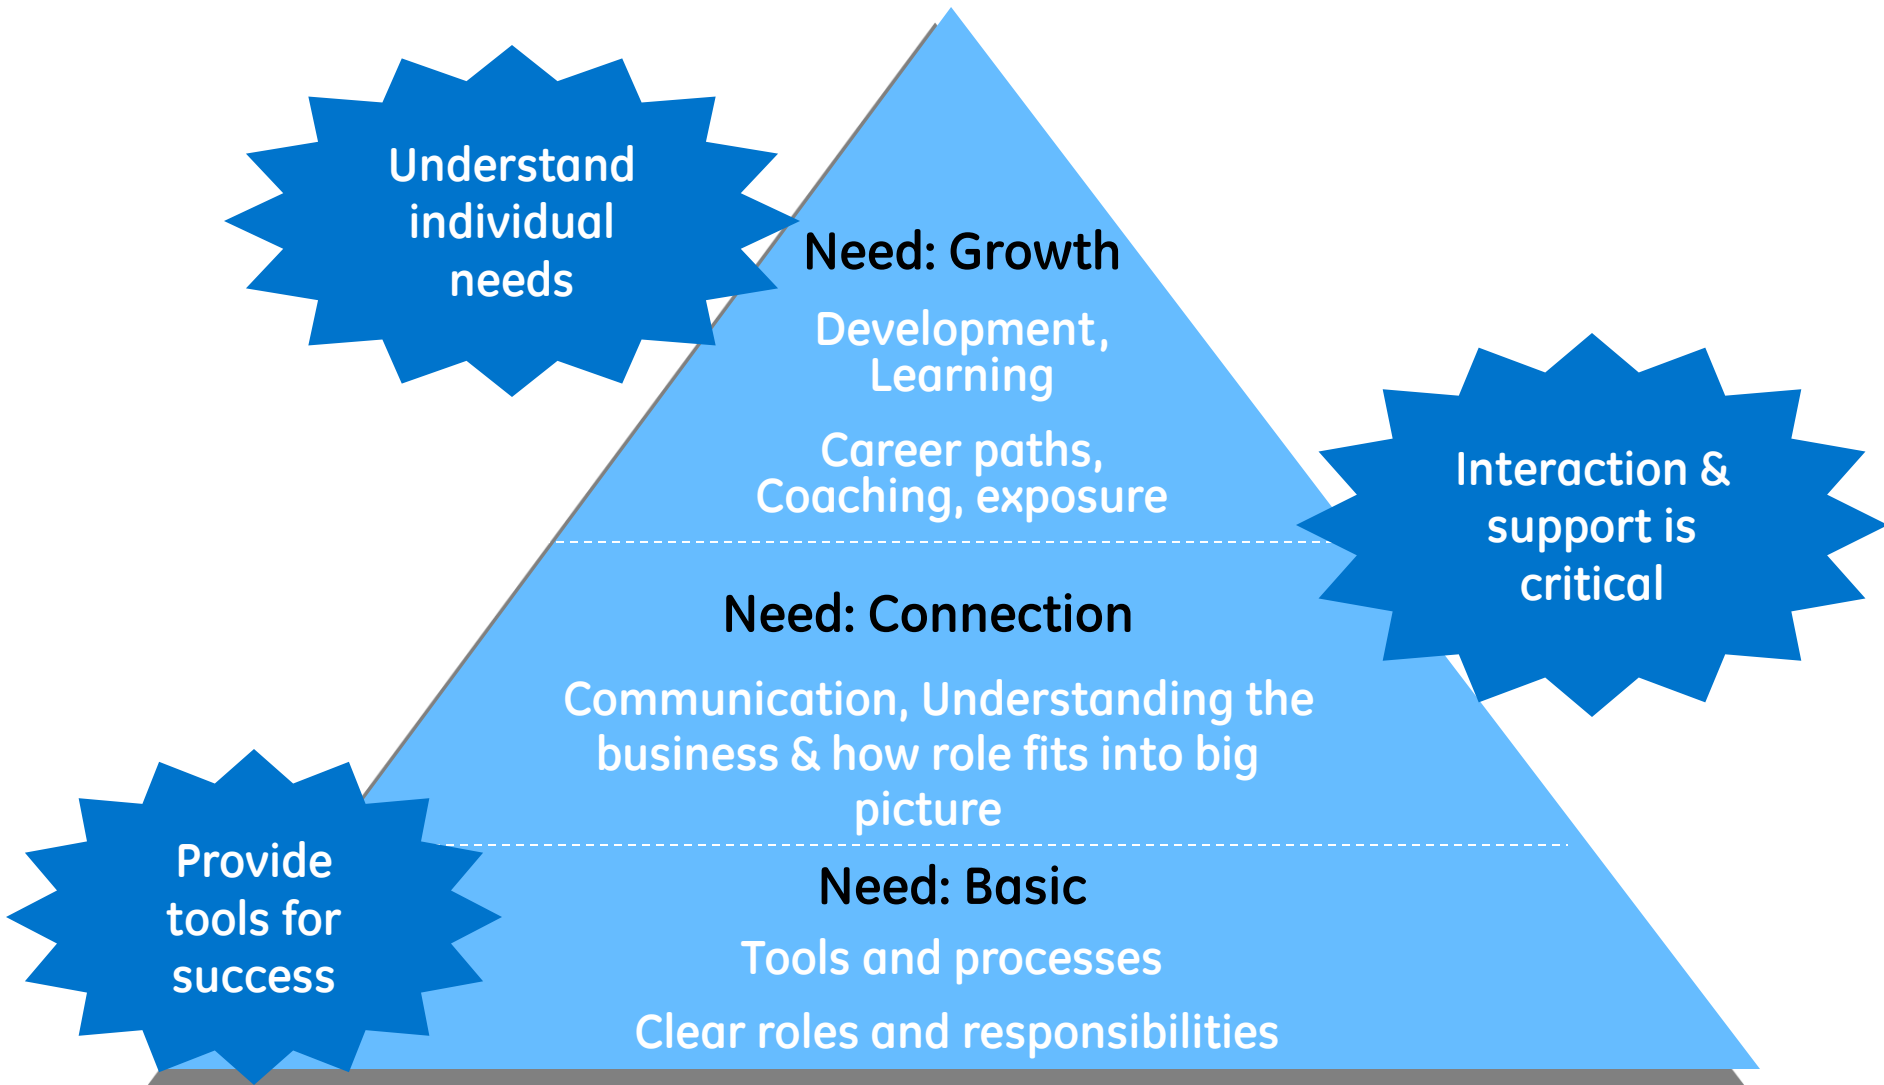 Understand
individual
needs
Need: Growth
Development,
Learning
Career paths,
Coaching, exposure
Interaction &
support is
critical
Need: Connection
Communication, Understanding the
business & how role fits into big
picture
Provide
tools for
success
Need: Basic
Tools and processes
Clear roles and responsibilities